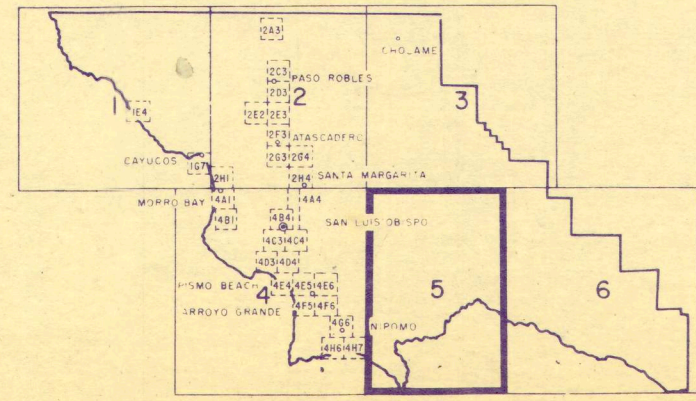 2A3
CHOLAME
2C3
PASO ROBLES
2D3
2
3
1
1E4
2E2 2E3
2F3
ATASCADERO
CAYUCOS
1G7
2G3 2G4
2H1
2H4
SANTA MARGARITA
MORRO BAY
4A1
4A4
4B1
4B4
SAN LUIS OBISPO
4C3 4C4
4D3 4D4
PISMO BEACH
4E4 4E5 4E6
4
5
6
ARROYO GRANDE
4F5 4F6
4G6
NIPOMO
4H6 4H7